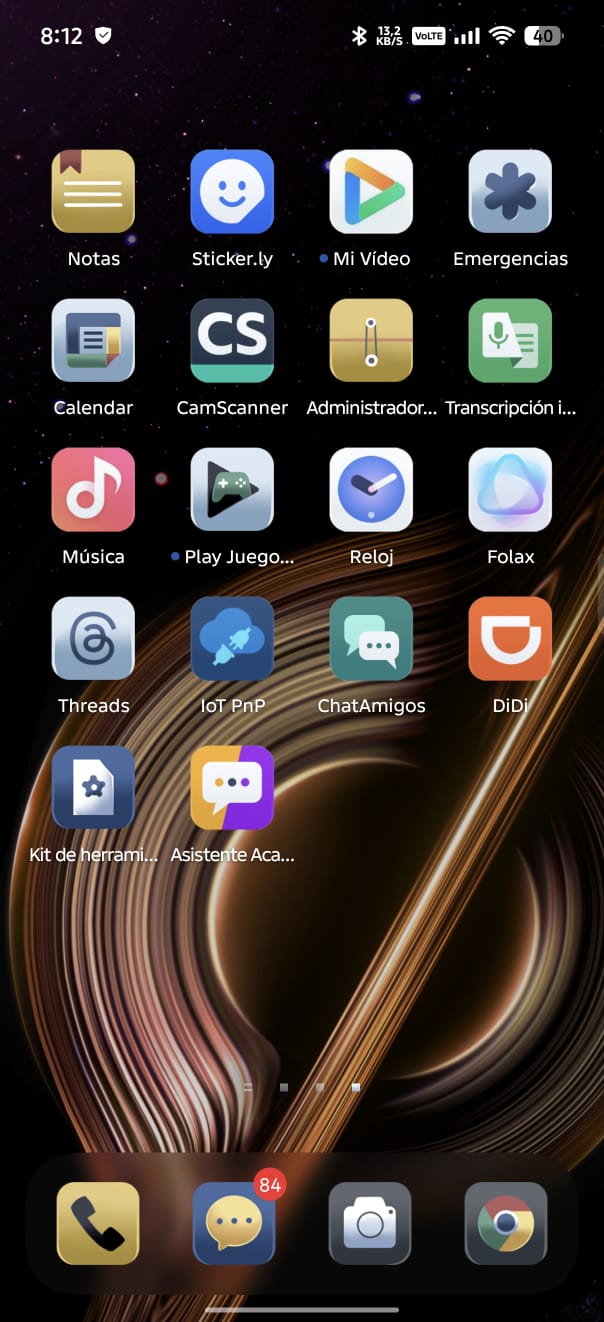 8:12
13,2
KB/S
VoLTE
40
Notas
Sticker.ly
Mi Vídeo
Emergencias
Calendar
CS
CamScanner
Administrador...
Transcripción i...
Música
Play Juego...
Reloj
Folax
Threads
IoT PnP
ChatAmigos
DiDi
Kit de herrami...
Asistente Aca...
84